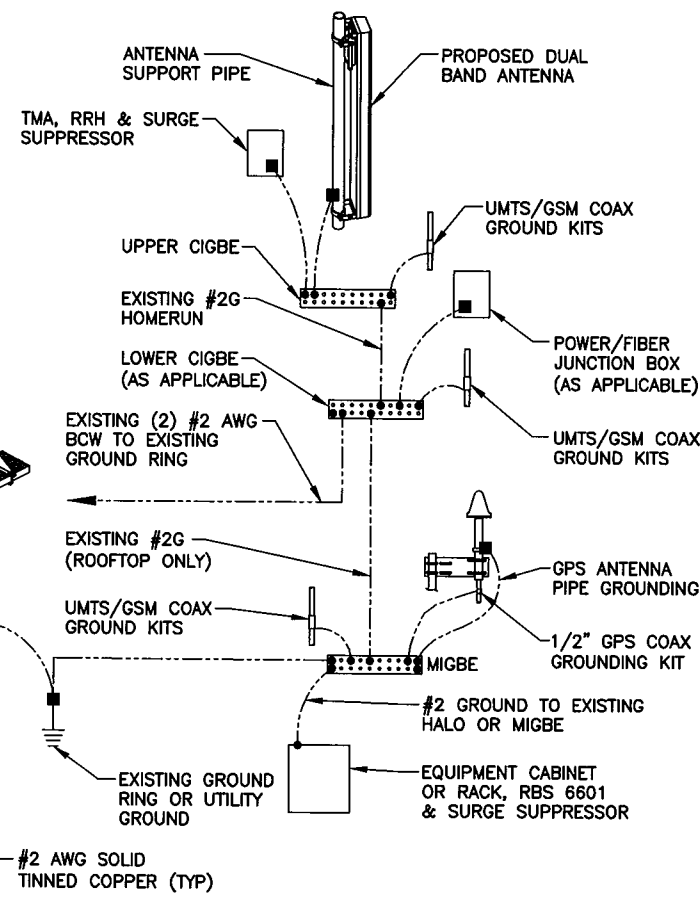 ANTENNA
SUPPORT PIPE
PROPOSED DUAL
BAND ANTENNA
TMA, RRH & SURGE
SUPPRESSOR
UMTS/GSM COAX
GROUND KITS
UPPER CIGBE
EXISTING #2G
HOMERUN
POWER/FIBER
JUNCTION BOX
(AS APPLICABLE)
LOWER CIGBE
(AS APPLICABLE)
EXISTING (2) #2 AWG
BCW TO EXISTING
GROUND RING
UMTS/GSM COAX
GROUND KITS
EXISTING #2G
(ROOFTOP ONLY)
GPS ANTENNA
PIPE GROUNDING
UMTS/GSM COAX
GROUND KITS
1/2" GPS COAX
GROUNDING KIT
MIGBE
#2 GROUND TO EXISTING
HALO OR MIGBE
EXISTING GROUND
RING OR UTILITY
GROUND
EQUIPMENT CABINET
OR RACK, RBS 6601
& SURGE SUPPRESSOR
#2 AWG SOLID
TINNED COPPER (TYP)